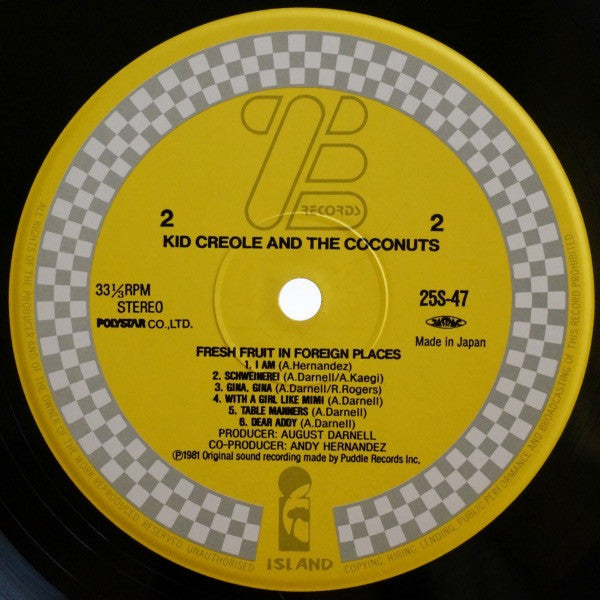 ZE
RECORDS
2
2
KID CREOLE AND THE COCONUTS
33⅓RPM
STEREO
POLYSTAR CO.,LTD.
25S-47
Made in Japan
FRESH FRUIT IN FOREIGN PLACES
1. I AM (A.Hernandez)
2. SCHWEINEREI (A.Darnell/A.Kaegi)
3. GINA, GINA (A.Darnell/R.Rogers)
4. WITH A GIRL LIKE MIMI (A.Darnell)
5. TABLE MANNERS (A.Darnell)
6. DEAR ADDY (A.Darnell)
PRODUCER: AUGUST DARNELL
CO-PRODUCER: ANDY HERNANDEZ
Ⓟ1981 Original sound recording made by Puddle Records Inc.
ISLAND
ALL RIGHTS OF THE PRODUCER AND OF THE OWNER OF THE WORK REPRODUCED RESERVED UNAUTHORISED COPYING HIRING LENDING PUBLIC PERFORMANCE AND BROADCASTING OF THIS RECORD PROHIBITED